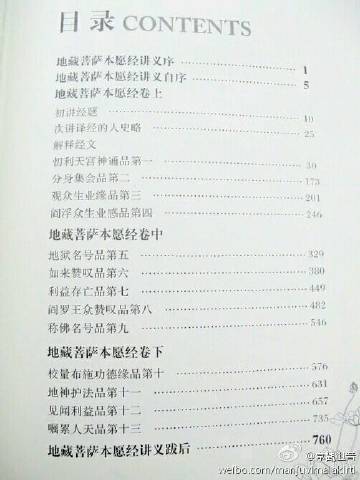 目录 CONTENTS
地藏菩萨本愿经讲义序 1
地藏菩萨本愿经讲义自序 5
地藏菩萨本愿经卷上
初讲经题 10
次讲译经的人史略 25
解释经文
忉利天宫神通品第一 30
分身集会品第二 173
观众生业缘品第三 201
阎浮众生业感品第四 246
地藏菩萨本愿经卷中
地狱名号品第五 329
如来赞叹品第六 380
利益存亡品第七 449
阎罗王众赞叹品第八 482
称佛名号品第九 546
地藏菩萨本愿经卷下
校量布施功德缘品第十 576
地神护法品第十一 631
见闻利益品第十二 657
嘱累人天品第十三 735
地藏菩萨本愿经讲义跋后 760
weibo.com/manjuvimalakirti